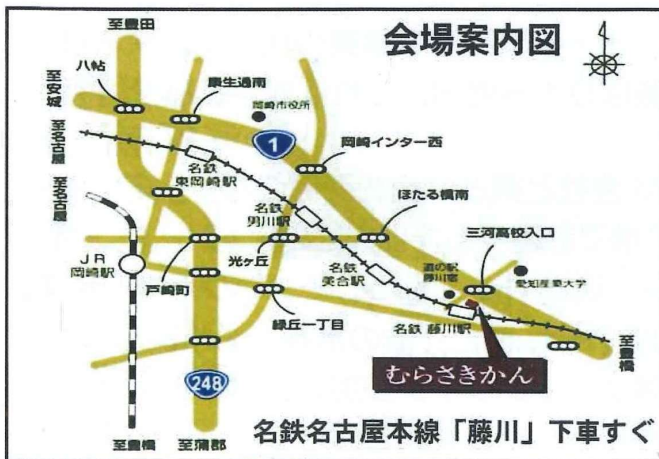 会場案内図
至豊田
八帖
至安城
康生通南
岡崎市役所
1
岡崎インター西
至名古屋
名鉄
東岡崎駅
至名古屋
名鉄
男川駅
ほたる橋南
三河高校入口
JR
岡崎駅
戸崎町
光ヶ丘
名鉄
美合駅
道の駅
藤川宿
愛知産業大学
緑丘一丁目
名鉄 藤川駅
至豊橋
むらさきかん
248
至豊橋
至蒲郡
名鉄名古屋本線「藤川」下車すぐ